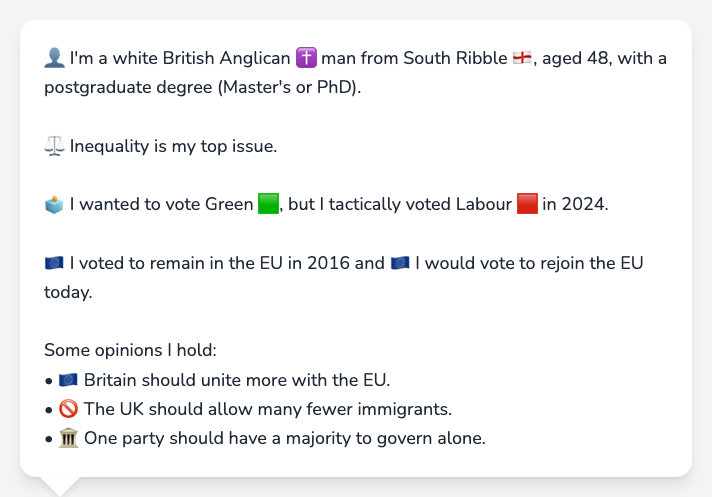 👤 I'm a white British Anglican ✝️ man from South Ribble 🏴󠁧󠁢󠁥󠁮󠁧󠁿, aged 48, with a
postgraduate degree (Master's or PhD).
⚖️ Inequality is my top issue.
🗳️ I wanted to vote Green 🟩, but I tactically voted Labour 🟥 in 2024.
🇪🇺 I voted to remain in the EU in 2016 and 🇪🇺 I would vote to rejoin the EU
today.
Some opinions I hold:
• 🇪🇺 Britain should unite more with the EU.
• 🚫 The UK should allow many fewer immigrants.
• 🏛️ One party should have a majority to govern alone.